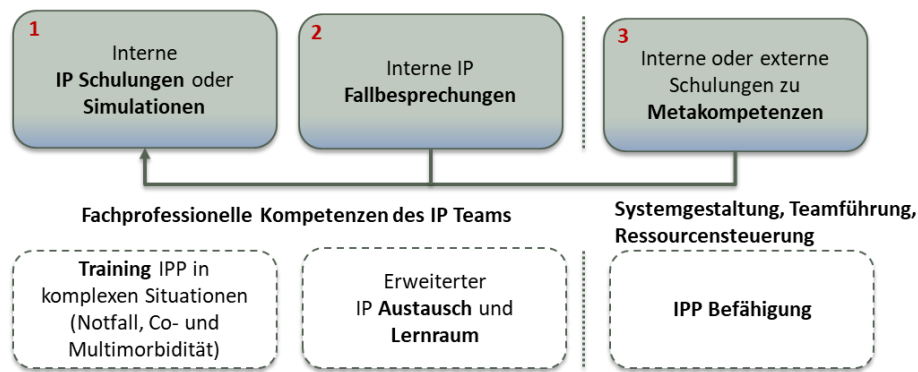 1
Interne
IP Schulungen oder
Simulationen
2
Interne IP
Fallbesprechungen
3
Interne oder externe
Schulungen zu
Metakompetenzen
Fachprofessionelle Kompetenzen des IP Teams
Systemgestaltung, Teamführung,
Ressourcensteuerung
Training IPP in
komplexen Situationen
(Notfall, Co- und
Multimorbidität)
Erweiterter
IP Austausch und
Lernraum
IPP Befähigung